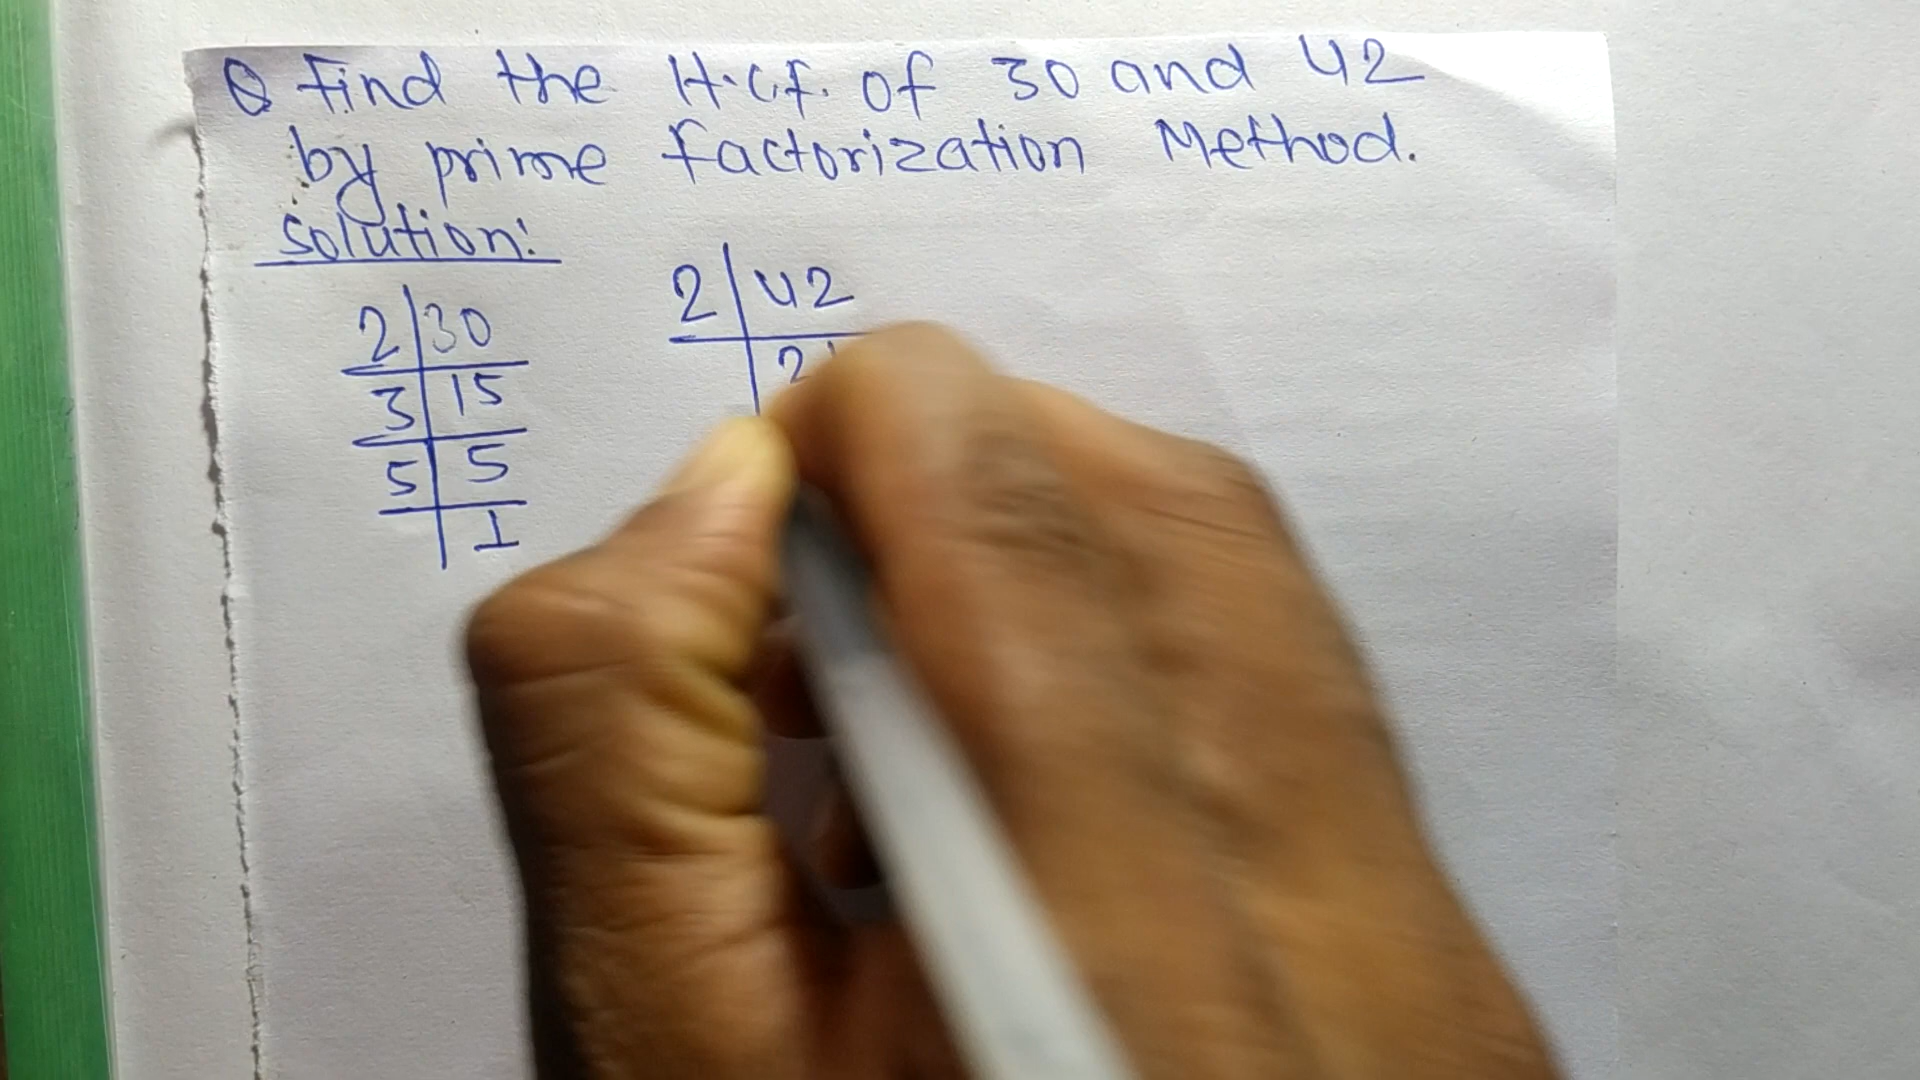 Q Find the H.C.F. of 30 and 42
by prime factorization Method.
Solution:
2 | 30
3 | 15
5 | 5
1
2 | 42
21